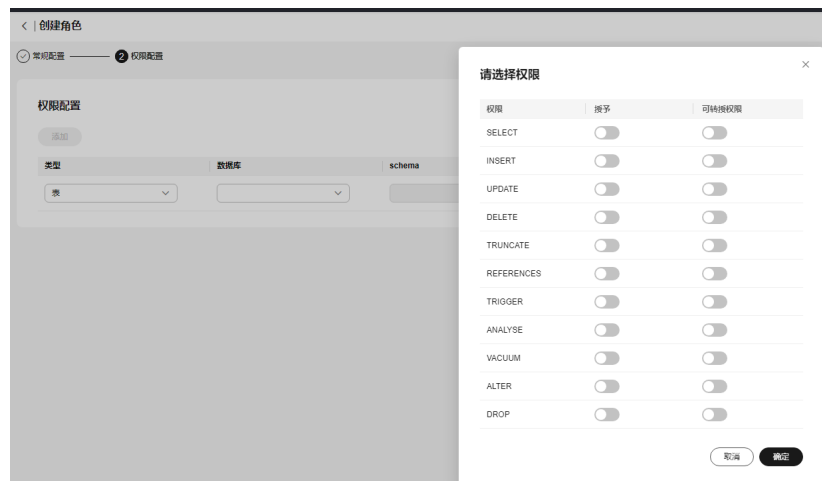 创建角色
常规配置 2 权限配置
权限配置
添加
类型 数据库 schema
表
请选择权限
权限 授予 可转授权限
SELECT
INSERT
UPDATE
DELETE
TRUNCATE
REFERENCES
TRIGGER
ANALYSE
VACUUM
ALTER
DROP
取消 确定